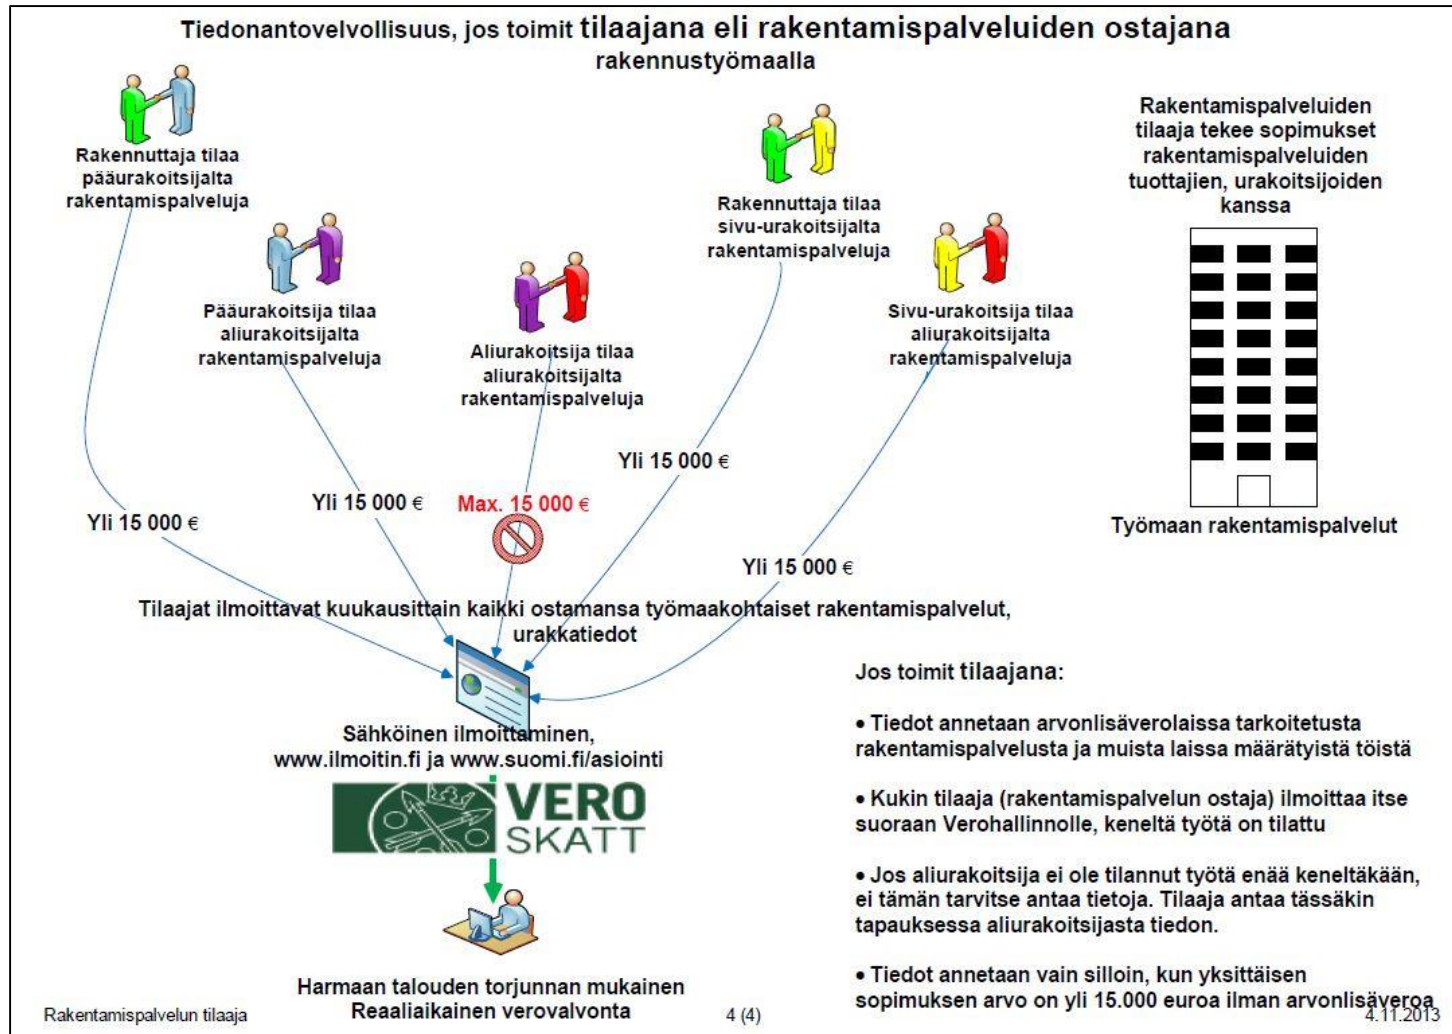 Tiedonantovelvollisuus, jos toimit tilaajana eli rakentamispalveluiden ostajana
rakennustyömaalla
Rakennuttaja tilaa
pääurakoitsijalta
rakentamispalveluja
Pääurakoitsija tilaa
aliurakoitsijalta
rakentamispalveluja
Aliurakoitsija tilaa
aliurakoitsijalta
rakentamispalveluja
Rakennuttaja tilaa
sivu-urakoitsijalta
rakentamispalveluja
Sivu-urakoitsija tilaa
aliurakoitsijalta
rakentamispalveluja
Rakentamispalveluiden
tilaaja tekee sopimukset
rakentamispalveluiden
tuottajien, urakoitsijoiden
kanssa
Työmaan rakentamispalvelut
Yli 15 000 €
Yli 15 000 €
Max. 15 000 €
Yli 15 000 €
Yli 15 000 €
Tilaajat ilmoittavat kuukausittain kaikki ostamansa työmaakohtaiset rakentamispalvelut,
urakkatiedot
Sähköinen ilmoittaminen,
www.ilmoitin.fi ja www.suomi.fi/asiointi
VERO
SKATT
Harmaan talouden torjunnan mukainen
Reaaliaikainen verovalvonta
Jos toimit tilaajana:
• Tiedot annetaan arvonlisäverolaissa tarkoitetusta
rakentamispalvelusta ja muista laissa määrätyistä töistä
• Kukin tilaaja (rakentamispalvelun ostaja) ilmoittaa itse
suoraan Verohallinnolle, keneltä työtä on tilattu
• Jos aliurakoitsija ei ole tilannut työtä enää keneltäkään,
ei tämän tarvitse antaa tietoja. Tilaaja antaa tässäkin
tapauksessa aliurakoitsijasta tiedon.
• Tiedot annetaan vain silloin, kun yksittäisen
sopimuksen arvo on yli 15.000 euroa ilman arvonlisäveroa
Rakentamispalvelun tilaaja
4 (4)
4.11.2013